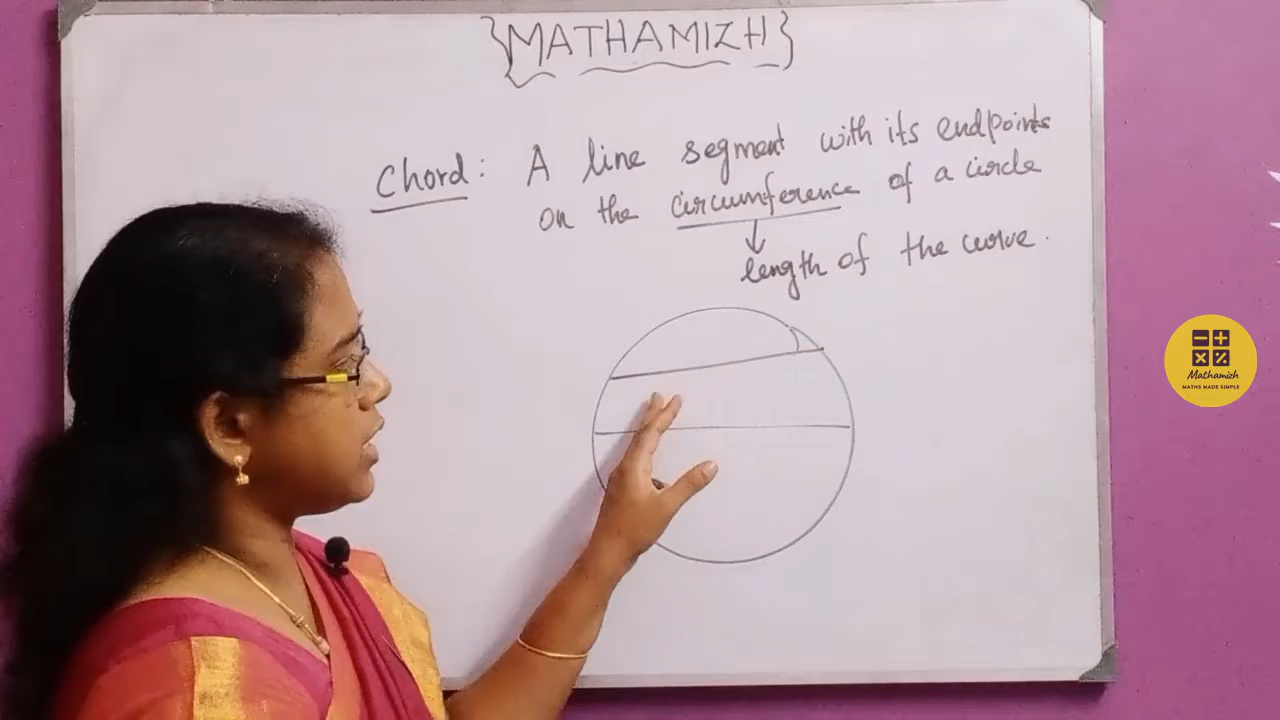 {MATHAMIZH}
Chord: A line segment with its endpoints
on the circumference of a circle
length of the curve.
Mathamizh
MATHS MADE SIMPLE